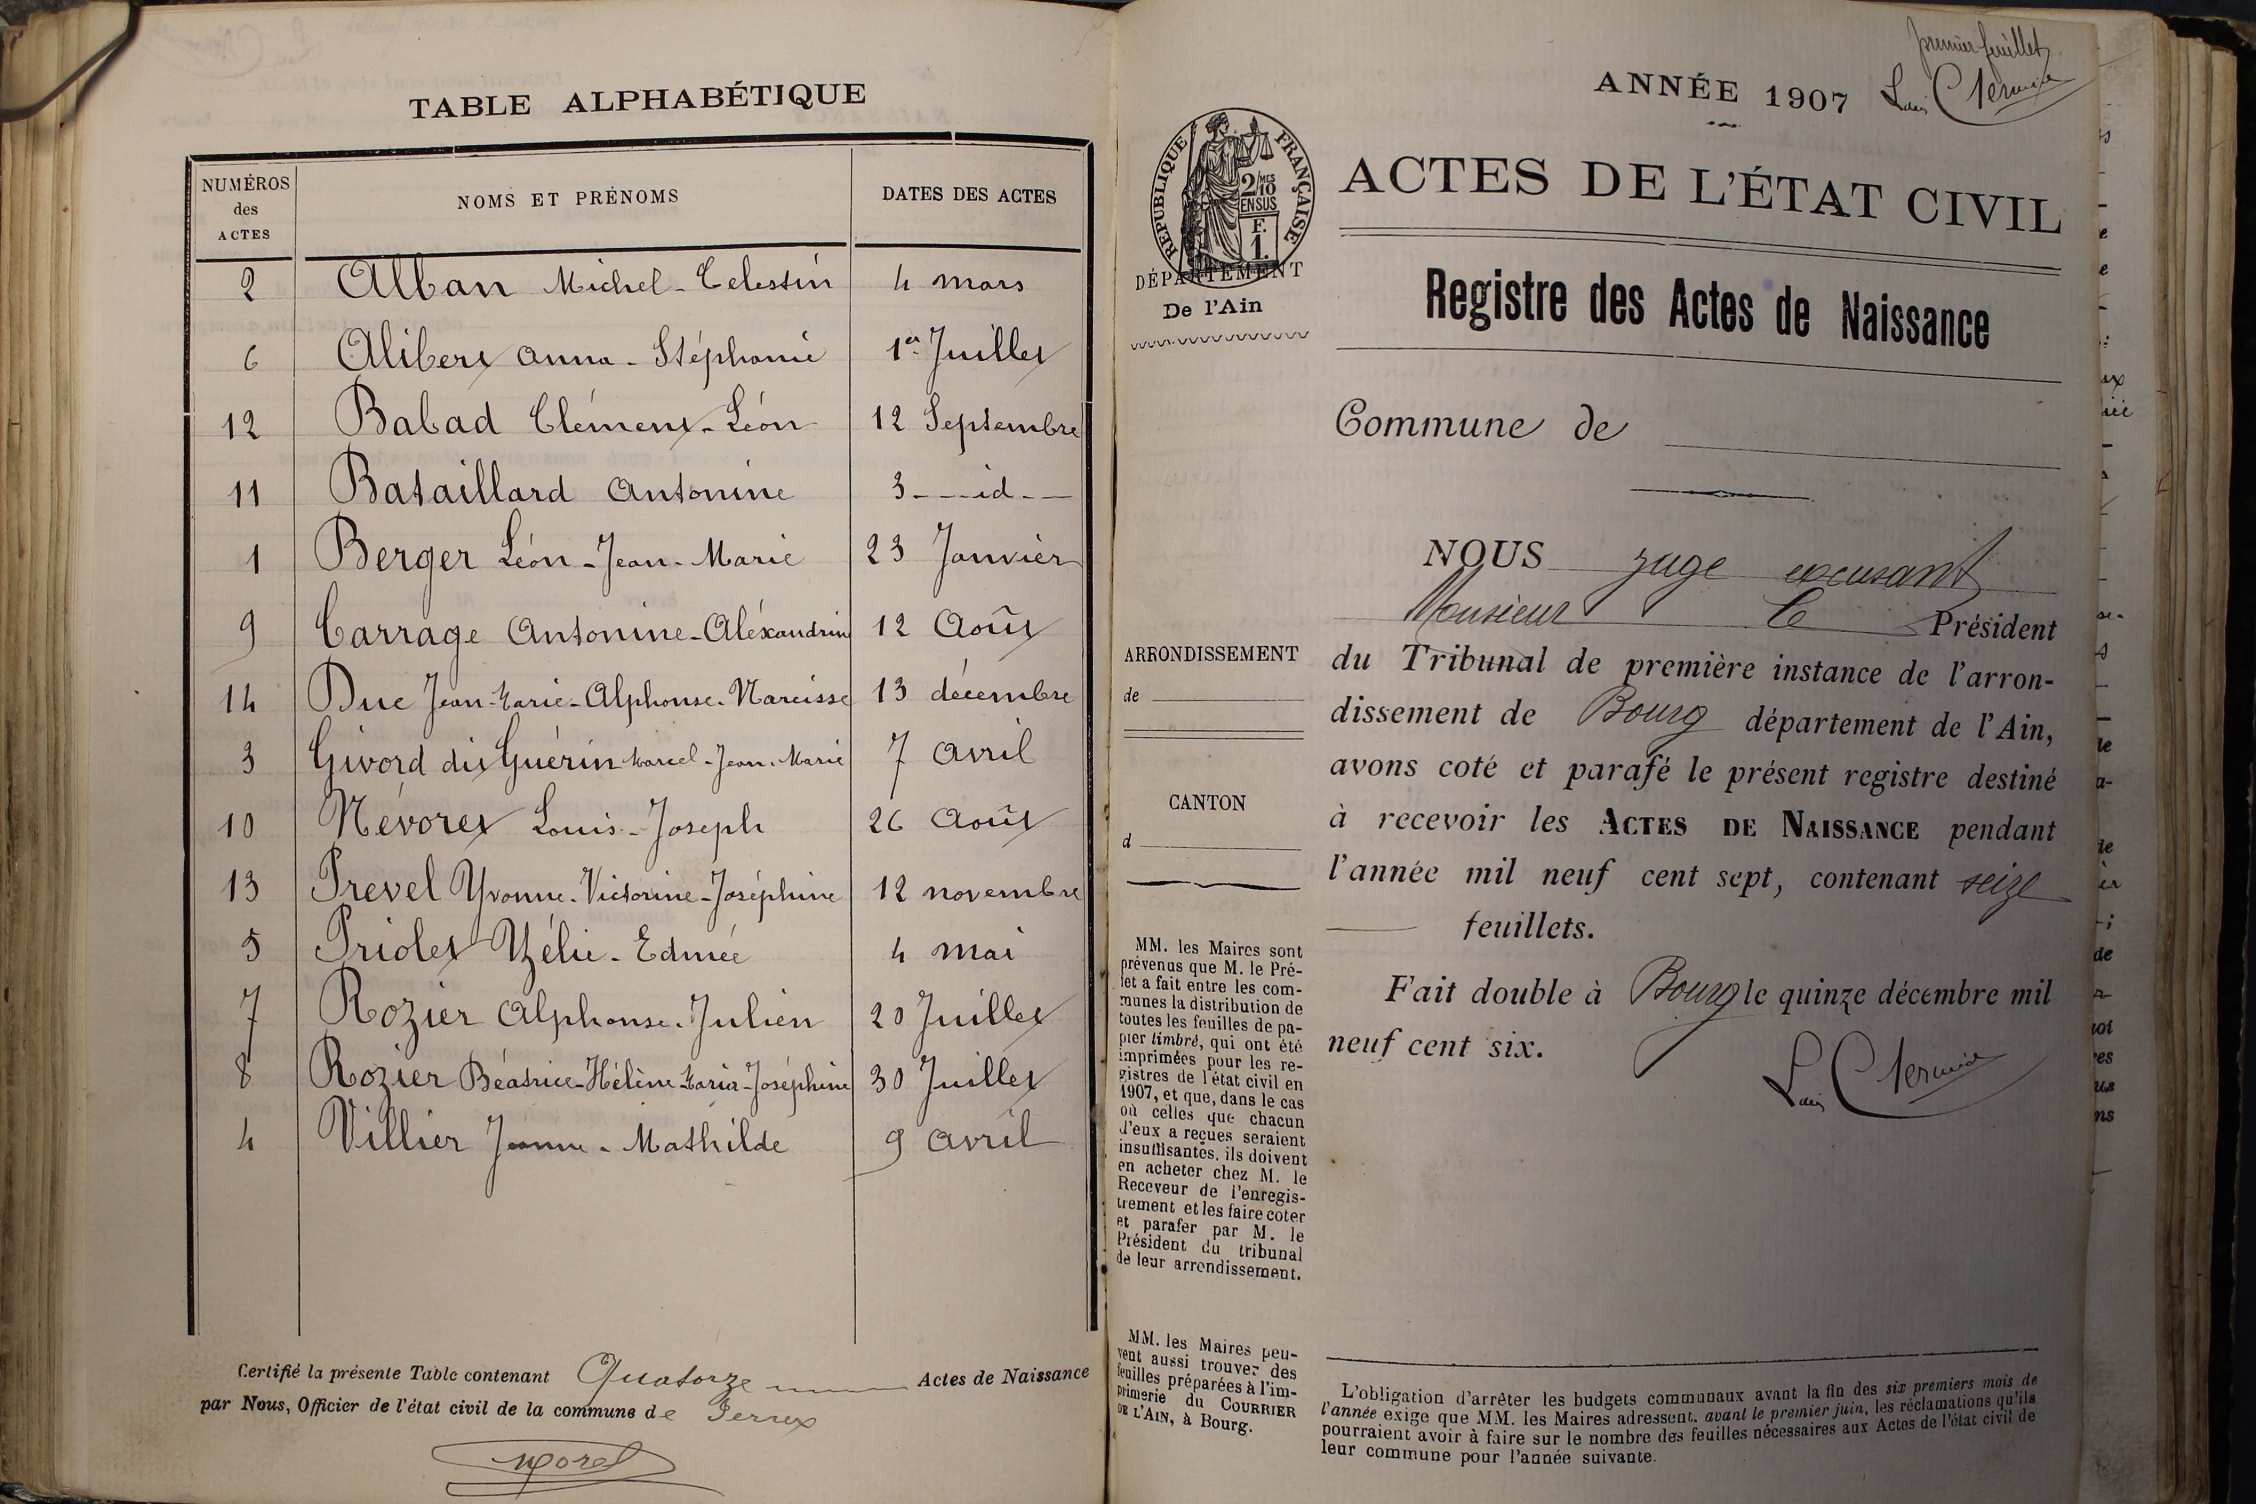 TABLE ALPHABÉTIQUE
NUMÉROS des ACTES
NOMS ET PRÉNOMS
DATES DES ACTES
2 Alban Michel-Celestin 4 mars
6 Alibert Anna-Stéphanie 1er Juillet
12 Babad Clément-Léon 12 Septembre
11 Bataillard Antonine 3 - - id - -
1 Berger Léon-Jean-Marie 23 Janvier
9 Carrage Antonine-Aléxandrine 12 Août
14 Duc Jean-Marie-Alphonse-Narcisse 13 décembre
3 Givord dit Guérin Marcel-Jean-Marie 7 Avril
10 Névoret Louis-Joseph 26 Août
13 Prevel Yvonne-Victorine-Joséphine 12 novembre
5 Priolet Zélie-Edmée 4 mai
7 Rozier Alphonse-Julien 20 Juillet
8 Rozier Béatrice-Hélène-Maria-Joséphine 30 Juillet
4 Villier Jeanne-Mathilde 9 Avril
Certifié la présente Table contenant Quatorze Actes de Naissance
par Nous, Officier de l'état civil de la commune de Perrex
Morel
premier feuillet
ANNÉE 1907
RÉPUBLIQUE FRANÇAISE
2/10 MES
EN SUS
F.
1.
DÉPARTEMENT
De l'Ain
ACTES DE L'ÉTAT CIVIL
Registre des Actes de Naissance
Commune de
NOUS juge excusant
Monsieur le Président
du Tribunal de première instance de l'arron-
dissement de Bourg département de l'Ain,
avons coté et parafé le présent registre destiné
à recevoir les ACTES DE NAISSANCE pendant
l'année mil neuf cent sept, contenant seize
feuillets.
Fait double à Bourg le quinze décembre mil
neuf cent six.
ARRONDISSEMENT
de
CANTON
d
MM. les Maires sont
prévenus que M. le Pré-
fet a fait entre les com-
munes la distribution de
toutes les feuilles de pa-
pier timbré, qui ont été
imprimées pour les re-
gistres de l'état civil en
1907, et que, dans le cas
où celles que chacun
d'eux a reçues seraient
insuffisantes, ils doivent
en acheter chez M. le
Receveur de l'enregis-
trement et les faire coter
et parafer par M. le
Président du tribunal
de leur arrondissement.
MM. les Maires peu-
vent aussi trouver des
feuilles préparées à l'im-
primerie du COURRIER
DE L'AIN, à Bourg.
L'obligation d'arrêter les budgets communaux avant la fin des six premiers mois de
l'année exige que MM. les Maires adressent, avant le premier juin, les réclamations qu'ils
pourraient avoir à faire sur le nombre des feuilles nécessaires aux Actes de l'état civil de
leur commune pour l'année suivante.